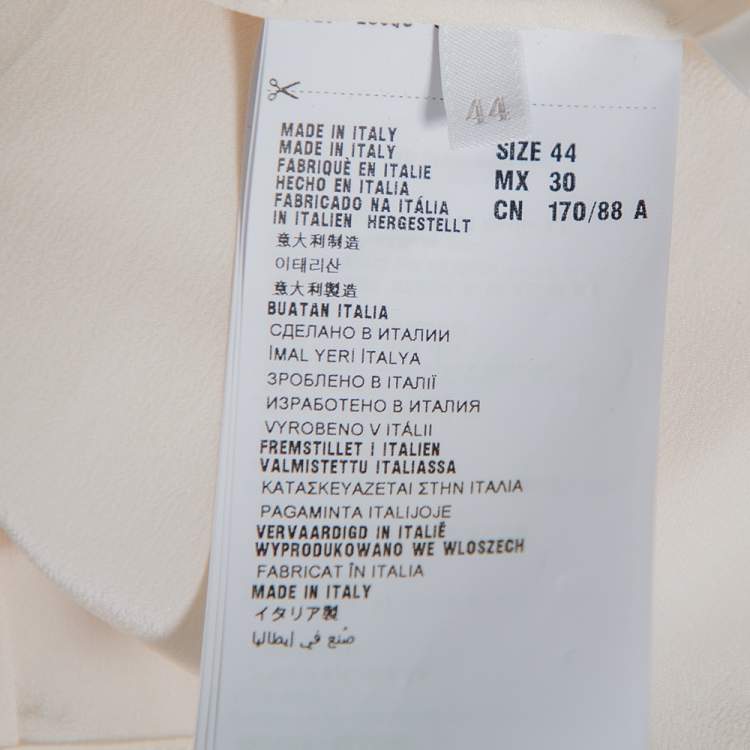 44
MADE IN ITALY
MADE IN ITALY
FABRIQUÈ EN ITALIE
HECHO EN ITALIA
FABRICADO NA ITÁLIA
IN ITALIEN HERGESTELLT
SIZE 44
MX 30
CN 170/88 A
意大利制造
이태리산
意大利製造
BUATAN ITALIA
СДЕЛАНО В ИТАЛИИ
İMAL YERİ İTALYA
ЗРОБЛЕНО В ІТАЛІЇ
ИЗРАБОТЕНО В ИТАЛИЯ
VYROBENO V ITÁLII
FREMSTILLET I ITALIEN
VALMISTETTU ITALIASSA
ΚΑΤΑΣΚΕΥΑΖΕΤΑΙ ΣΤΗΝ ΙΤΑΛΙΑ
PAGAMINTA ITALIJOJE
VERVAARDIGD IN ITALIË
WYPRODUKOWANO WE WLOSZECH
FABRICAT ÎN ITALIA
MADE IN ITALY
イタリア製
صُنع في إيطاليا